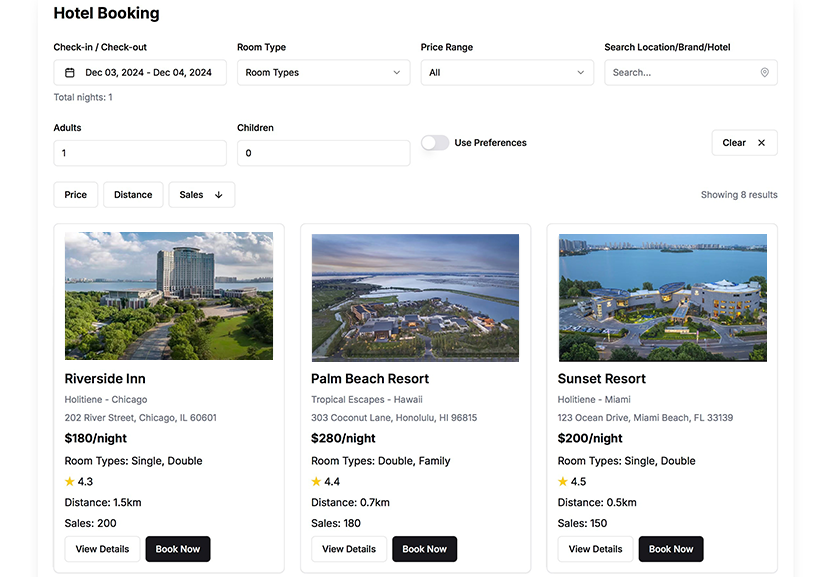 Hotel Booking
Check-in / Check-out
Room Type
Price Range
Search Location/Brand/Hotel
Dec 03, 2024 - Dec 04, 2024
Room Types
All
Search...
Total nights: 1
Adults
Children
1
0
Use Preferences
Clear
Price
Distance
Sales
Showing 8 results
Riverside Inn
Holitiene - Chicago
202 River Street, Chicago, IL 60601
$180/night
Room Types: Single, Double
4.3
Distance: 1.5km
Sales: 200
View Details
Book Now
Palm Beach Resort
Tropical Escapes - Hawaii
303 Coconut Lane, Honolulu, HI 96815
$280/night
Room Types: Double, Family
4.4
Distance: 0.7km
Sales: 180
View Details
Book Now
Sunset Resort
Holitiene - Miami
123 Ocean Drive, Miami Beach, FL 33139
$200/night
Room Types: Single, Double
4.5
Distance: 0.5km
Sales: 150
View Details
Book Now